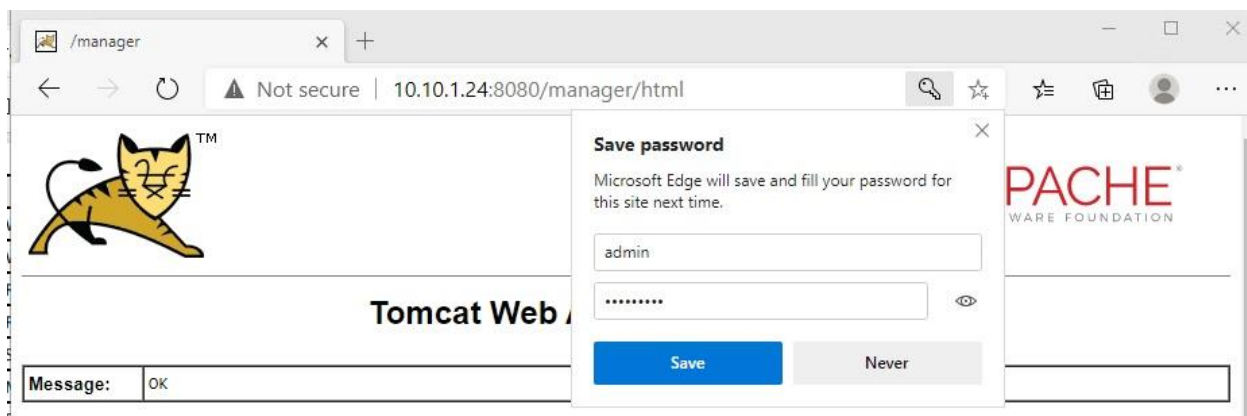 /manager
Not secure | 10.10.1.24:8080/manager/html
TM
Save password
Microsoft Edge will save and fill your password for
this site next time.
PACHE®
WARE FOUNDATION
admin
•••••••••
Tomcat Web
Save
Never
Message: OK